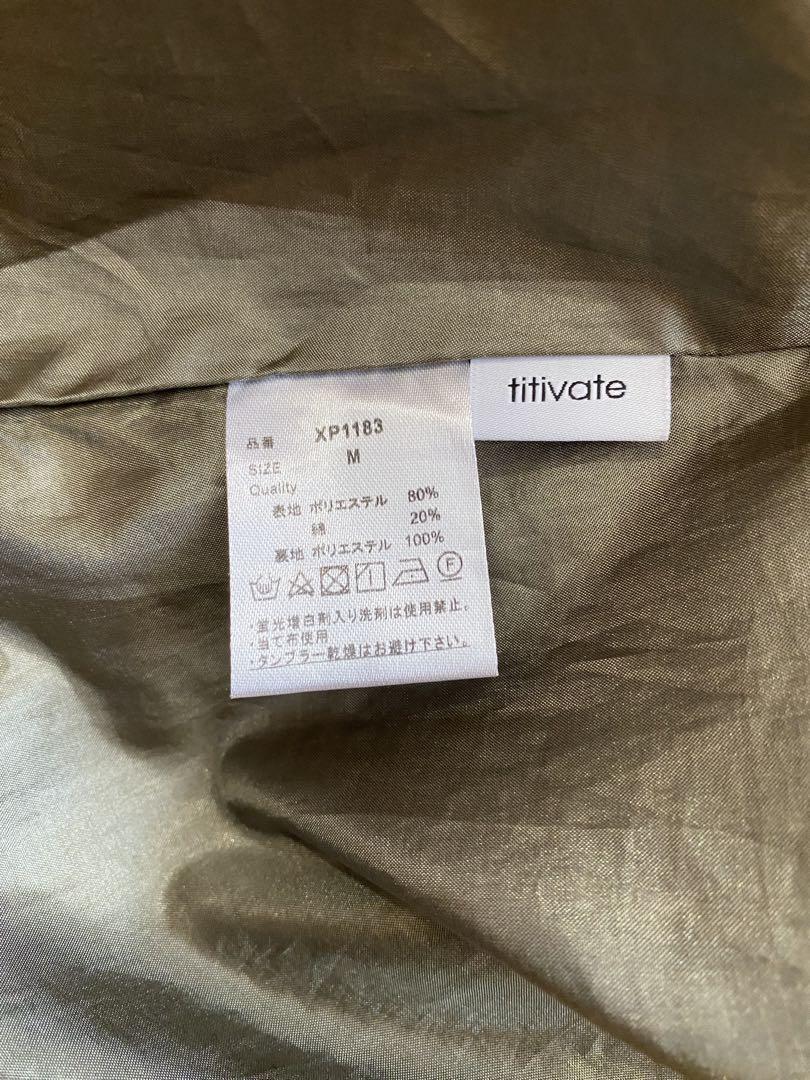 titivate
品番 XP1183
SIZE M
Quality
表地 ポリエステル 80%
綿 20%
裏地 ポリエステル 100%
F
・蛍光増白剤入り洗剤は使用禁止。
・当て布使用
・タンブラー乾燥はお避け下さい。